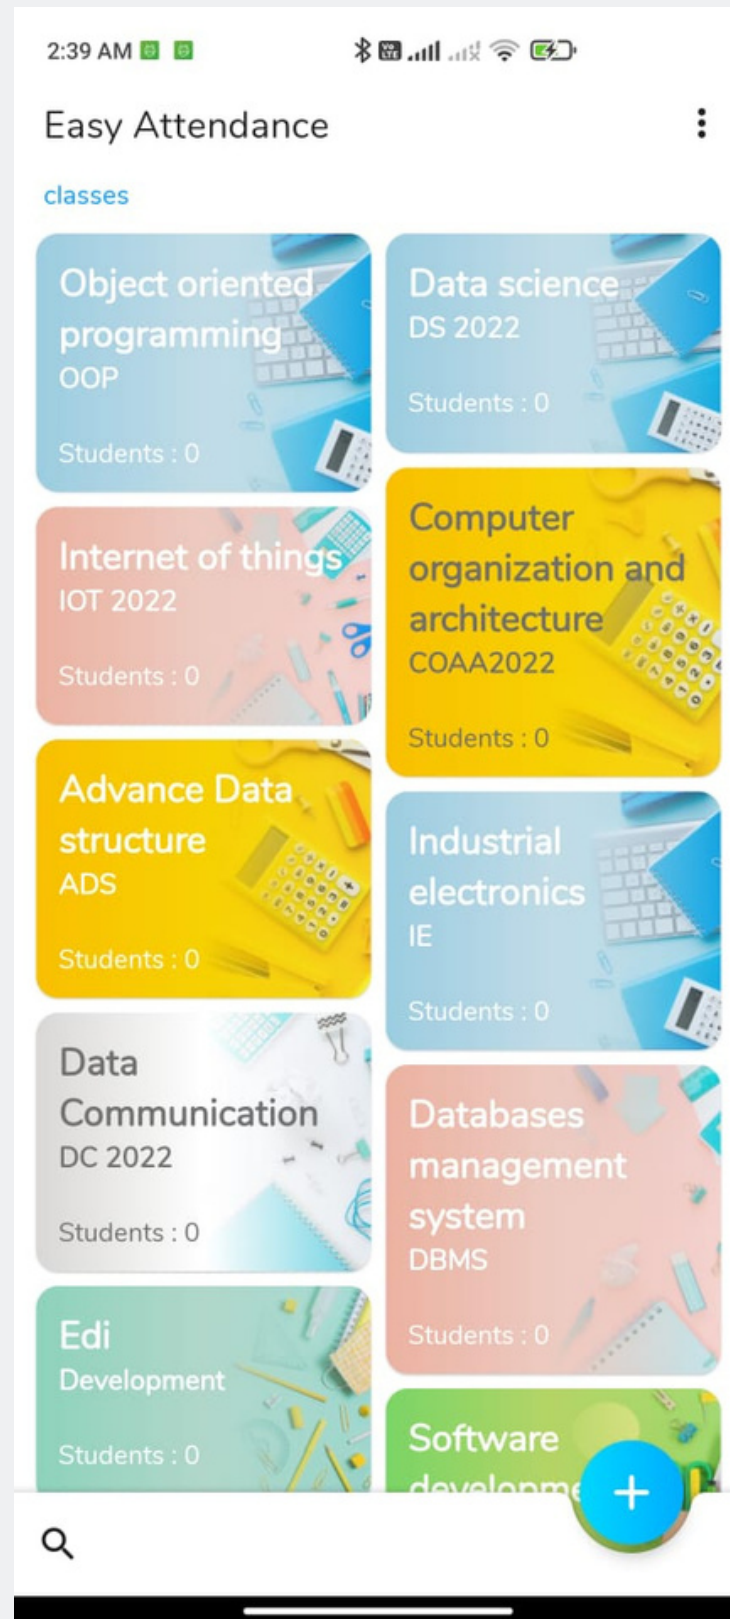 2:39 AM
Vo LTE
Easy Attendance
classes
Object oriented
programming
OOP
Students : 0
Data science
DS 2022
Students : 0
Internet of things
IOT 2022
Students : 0
Computer
organization and
architecture
COAA2022
Students : 0
Advance Data
structure
ADS
Students : 0
Industrial
electronics
IE
Students : 0
Data
Communication
DC 2022
Students : 0
Databases
management
system
DBMS
Students : 0
Edi
Development
Students : 0
Software